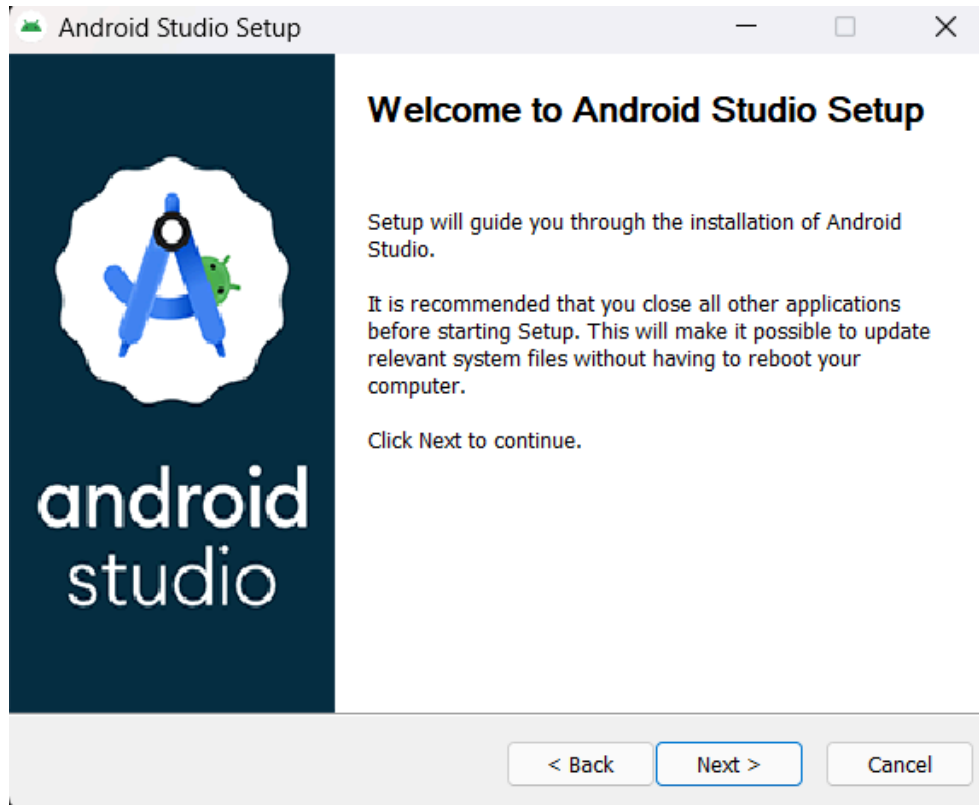 Android Studio Setup
Welcome to Android Studio Setup
Setup will guide you through the installation of Android
Studio.
It is recommended that you close all other applications
before starting Setup. This will make it possible to update
relevant system files without having to reboot your
computer.
Click Next to continue.
android
studio
< Back
Next >
Cancel